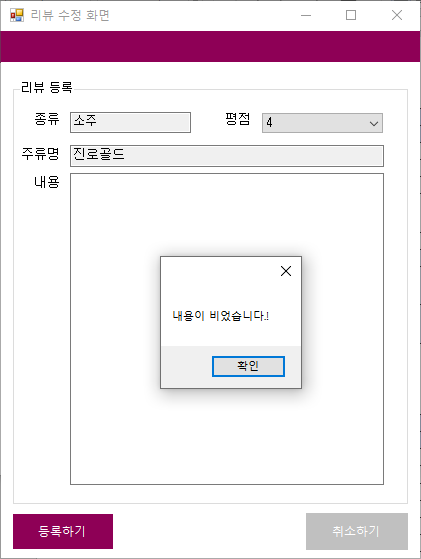 리뷰 수정 화면
리뷰 등록
종류 소주 평점 4
주류명 진로골드
내용
내용이 비었습니다.!
확인
등록하기 취소하기